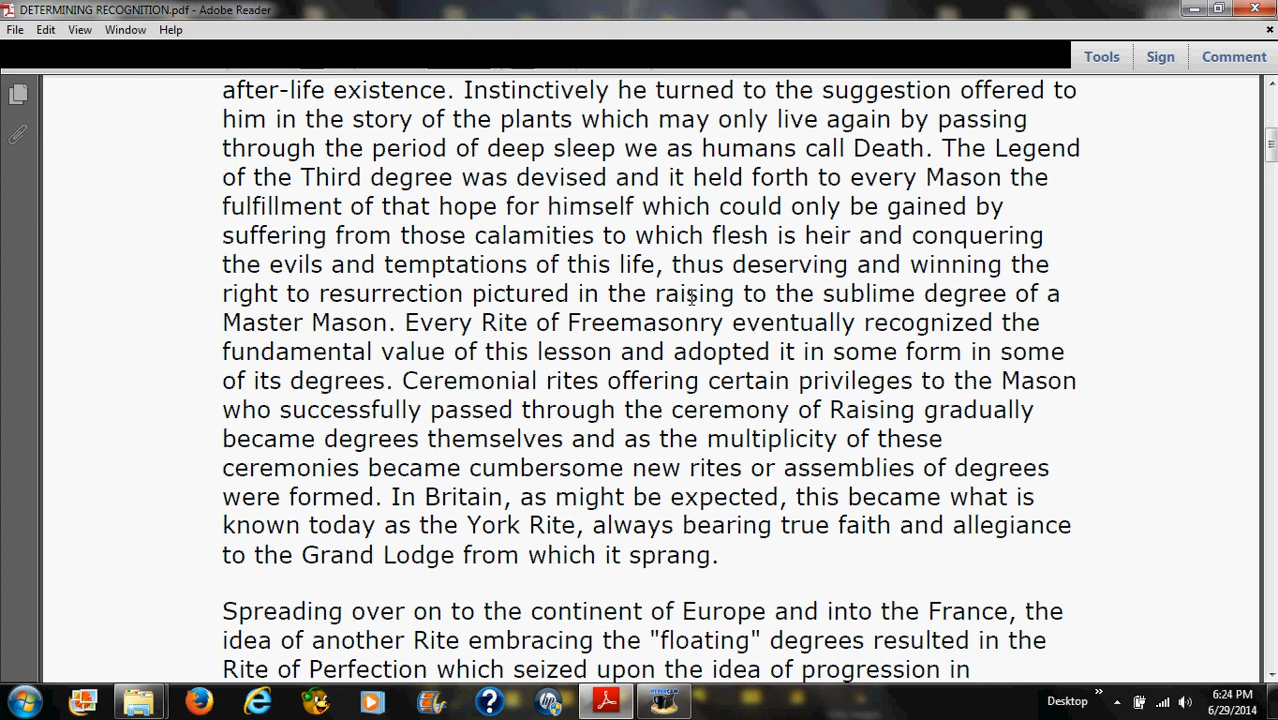 DETERMINING RECOGNITION.pdf - Adobe Reader
File Edit View Window Help
Tools Sign Comment
after-life existence. Instinctively he turned to the suggestion offered to
him in the story of the plants which may only live again by passing
through the period of deep sleep we as humans call Death. The Legend
of the Third degree was devised and it held forth to every Mason the
fulfillment of that hope for himself which could only be gained by
suffering from those calamities to which flesh is heir and conquering
the evils and temptations of this life, thus deserving and winning the
right to resurrection pictured in the raising to the sublime degree of a
Master Mason. Every Rite of Freemasonry eventually recognized the
fundamental value of this lesson and adopted it in some form in some
of its degrees. Ceremonial rites offering certain privileges to the Mason
who successfully passed through the ceremony of Raising gradually
became degrees themselves and as the multiplicity of these
ceremonies became cumbersome new rites or assemblies of degrees
were formed. In Britain, as might be expected, this became what is
known today as the York Rite, always bearing true faith and allegiance
to the Grand Lodge from which it sprang.
Spreading over on to the continent of Europe and into the France, the
idea of another Rite embracing the "floating" degrees resulted in the
Rite of Perfection which seized upon the idea of progression in
Desktop
6:24 PM
6/29/2014